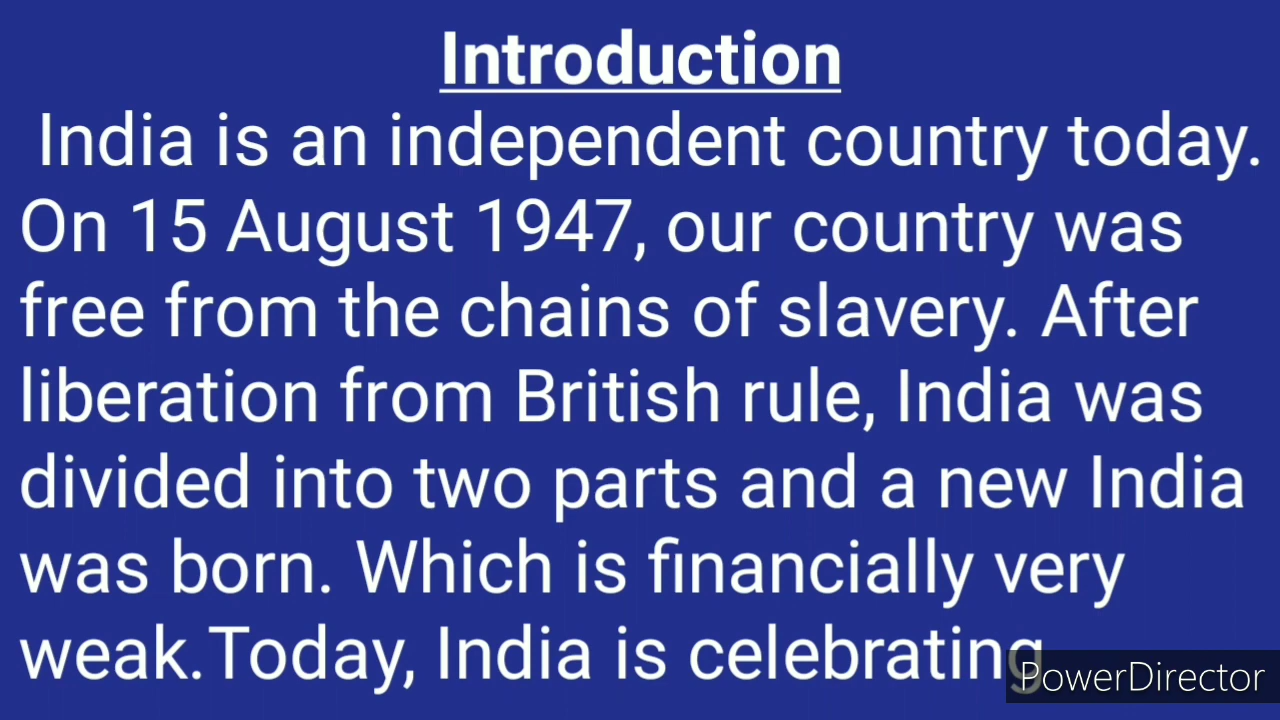 Introduction
India is an independent country today.
On 15 August 1947, our country was
free from the chains of slavery. After
liberation from British rule, India was
divided into two parts and a new India
was born. Which is financially very
weak.Today, India is celebrating
PowerDirector